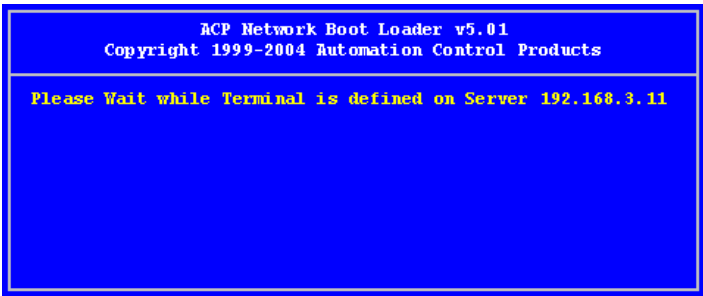 ACP Network Boot Loader v5.01
Copyright 1999-2004 Automation Control Products
Please Wait while Terminal is defined on Server 192.168.3.11